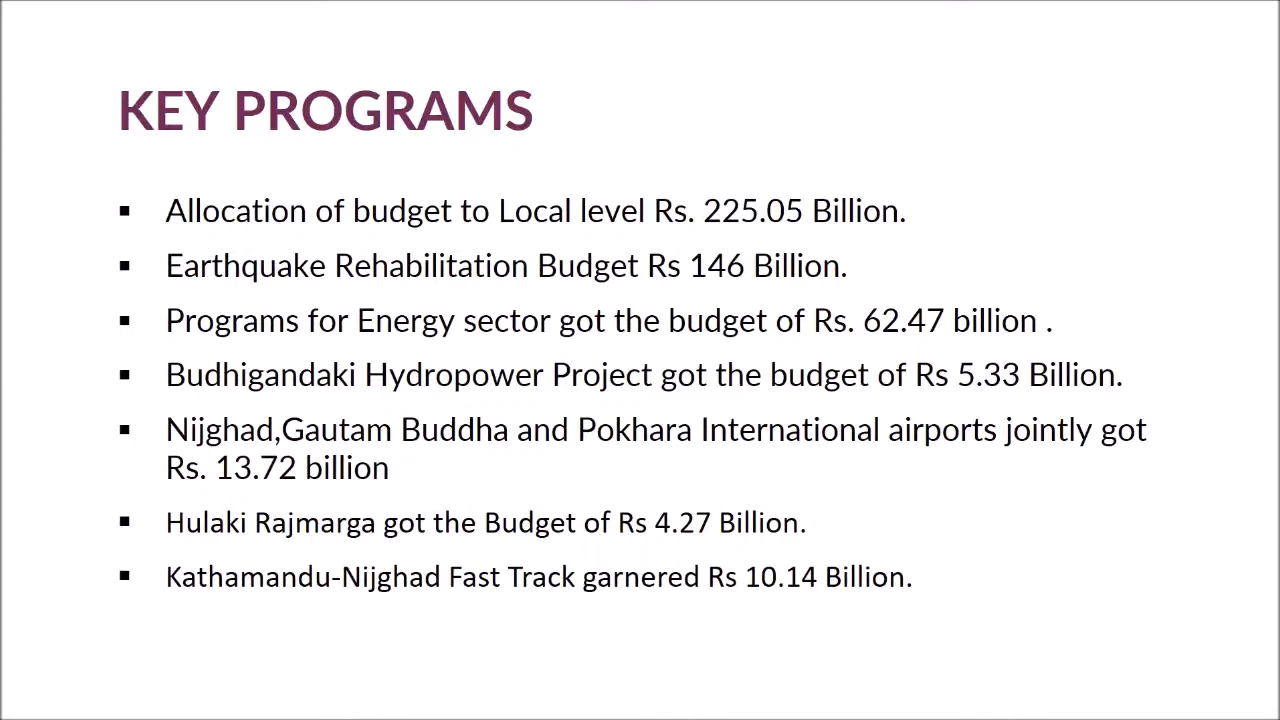 KEY PROGRAMS
▪ Allocation of budget to Local level Rs. 225.05 Billion.
▪ Earthquake Rehabilitation Budget Rs 146 Billion.
▪ Programs for Energy sector got the budget of Rs. 62.47 billion .
▪ Budhigandaki Hydropower Project got the budget of Rs 5.33 Billion.
▪ Nijghad,Gautam Buddha and Pokhara International airports jointly got
Rs. 13.72 billion
▪ Hulaki Rajmarga got the Budget of Rs 4.27 Billion.
▪ Kathamandu-Nijghad Fast Track garnered Rs 10.14 Billion.